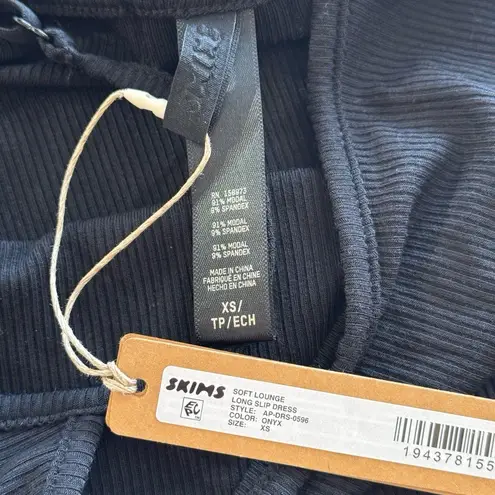 SKIMS
RN 158973
91% MODAL
9% SPANDEX
91% MODAL
9% SPANDEX
91% MODAL
9% SPANDEX
MADE IN CHINA
FABRIQUÉ EN CHINE
HECHO EN CHINA
XS/
TP/ECH
SKIMS
SOFT LOUNGE
LONG SLIP DRESS
STYLE: AP-DRS-0596
COLOR: ONYX
SIZE: XS
194378155